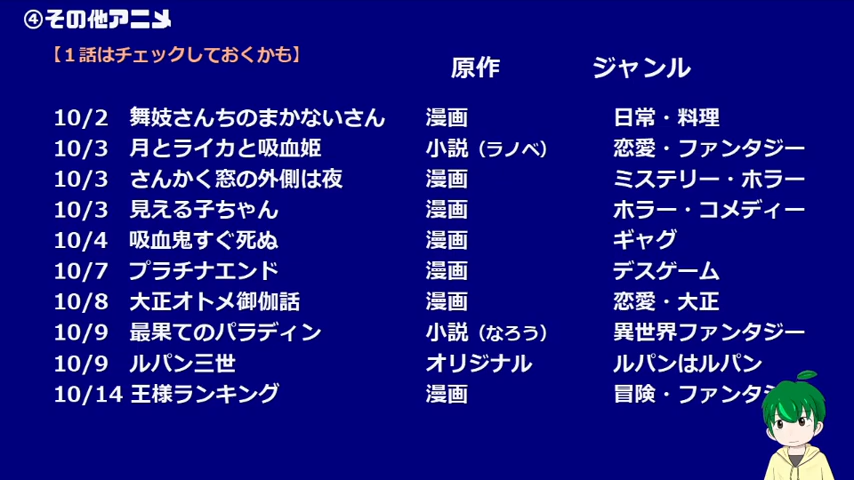 ④その他アニメ
【１話はチェックしておくかも】
原作 ジャンル
10/2 舞妓さんちのまかないさん 漫画 日常・料理
10/3 月とライカと吸血姫 小説（ラノベ） 恋愛・ファンタジー
10/3 さんかく窓の外側は夜 漫画 ミステリー・ホラー
10/3 見える子ちゃん 漫画 ホラー・コメディー
10/4 吸血鬼すぐ死ぬ 漫画 ギャグ
10/7 プラチナエンド 漫画 デスゲーム
10/8 大正オトメ御伽話 漫画 恋愛・大正
10/9 最果てのパラディン 小説（なろう） 異世界ファンタジー
10/9 ルパン三世 オリジナル ルパンはルパン
10/14 王様ランキング 漫画 冒険・ファンタ